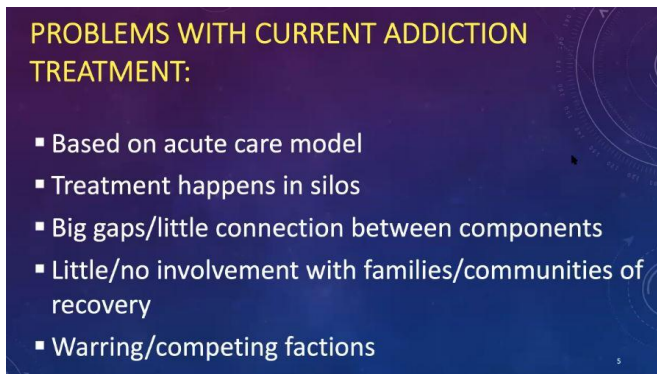 PROBLEMS WITH CURRENT ADDICTION
TREATMENT:
▪ Based on acute care model
▪ Treatment happens in silos
▪ Big gaps/little connection between components
▪ Little/no involvement with families/communities of
recovery
▪ Warring/competing factions
5